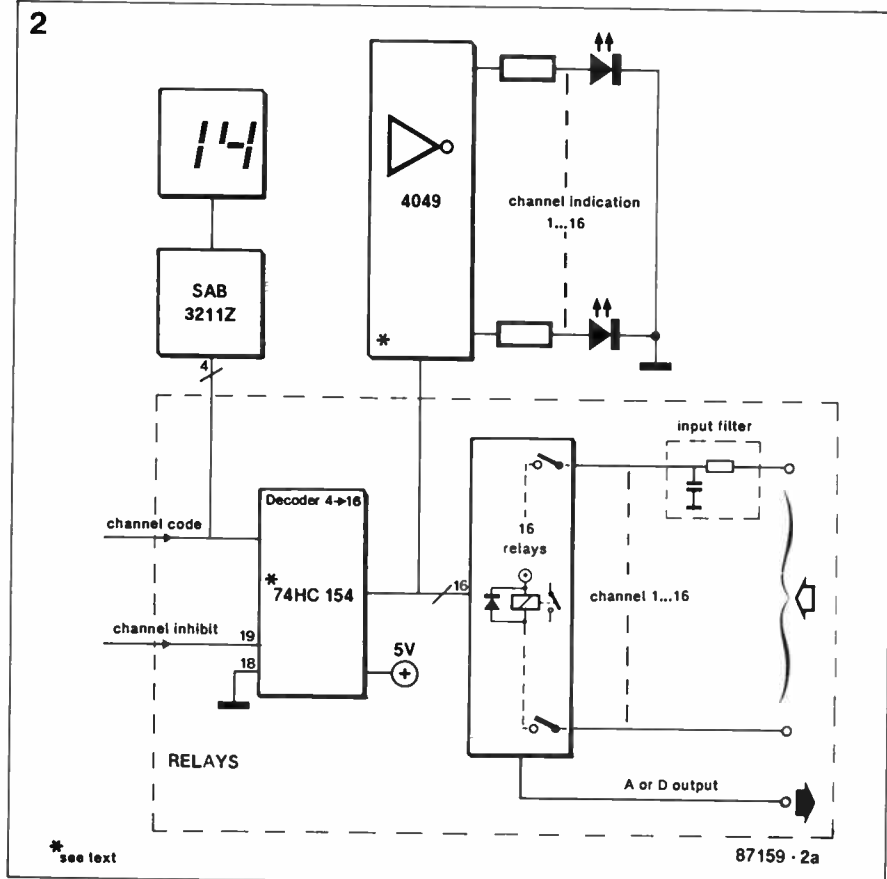 2
14
4049
channel indication
1...16
SAB
3211Z
*
4
input filter
Decoder 4→16
channel code
16
relays
*
74HC 154
16
channel 1...16
channel inhibit
19
18
5V
+
+
RELAYS
A or D output
*see text
87159 - 2a